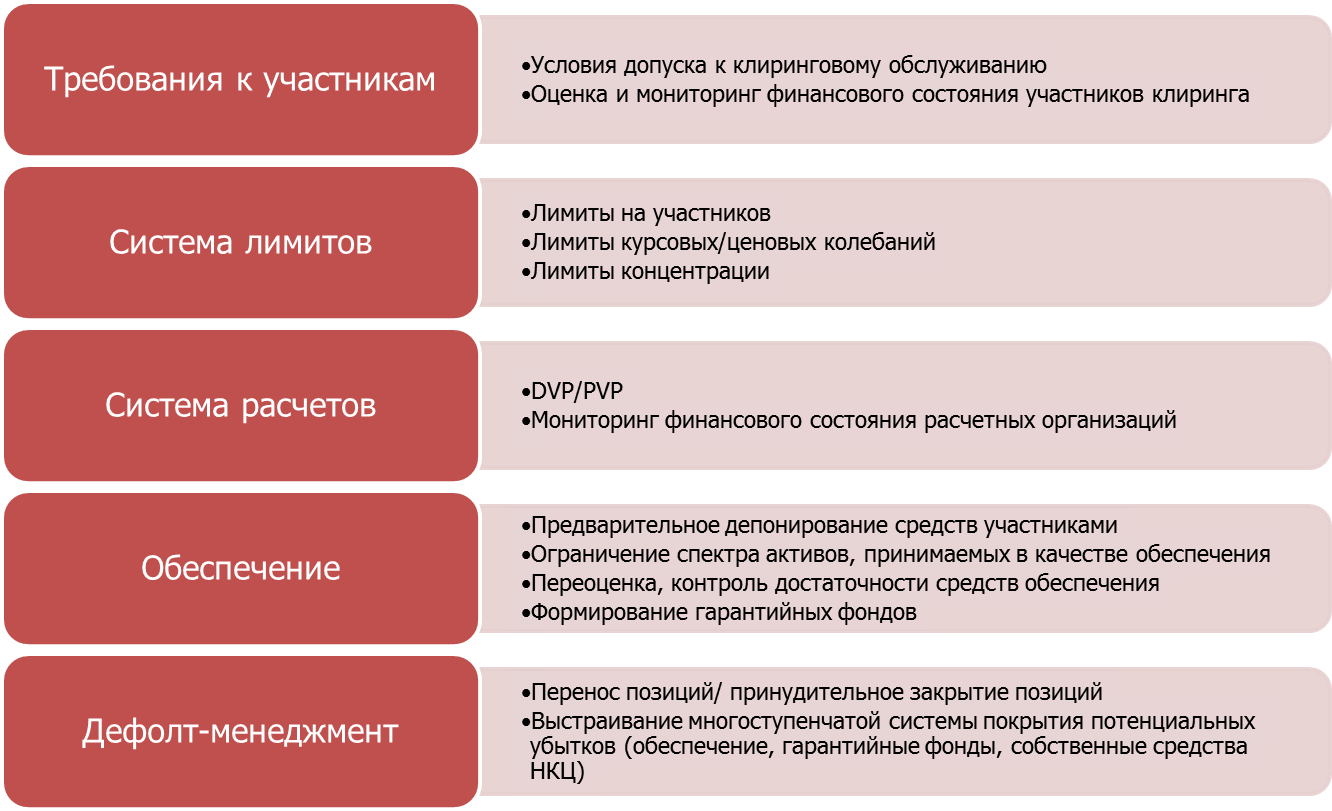 Требования к участникам
•Условия допуска к клиринговому обслуживанию
•Оценка и мониторинг финансового состояния участников клиринга
Система лимитов
•Лимиты на участников
•Лимиты курсовых/ценовых колебаний
•Лимиты концентрации
Система расчетов
•DVP/PVP
•Мониторинг финансового состояния расчетных организаций
Обеспечение
•Предварительное депонирование средств участниками
•Ограничение спектра активов, принимаемых в качестве обеспечения
•Переоценка, контроль достаточности средств обеспечения
•Формирование гарантийных фондов
Дефолт-менеджмент
•Перенос позиций/ принудительное закрытие позиций
•Выстраивание многоступенчатой системы покрытия потенциальных
убытков (обеспечение, гарантийные фонды, собственные средства
НКЦ)